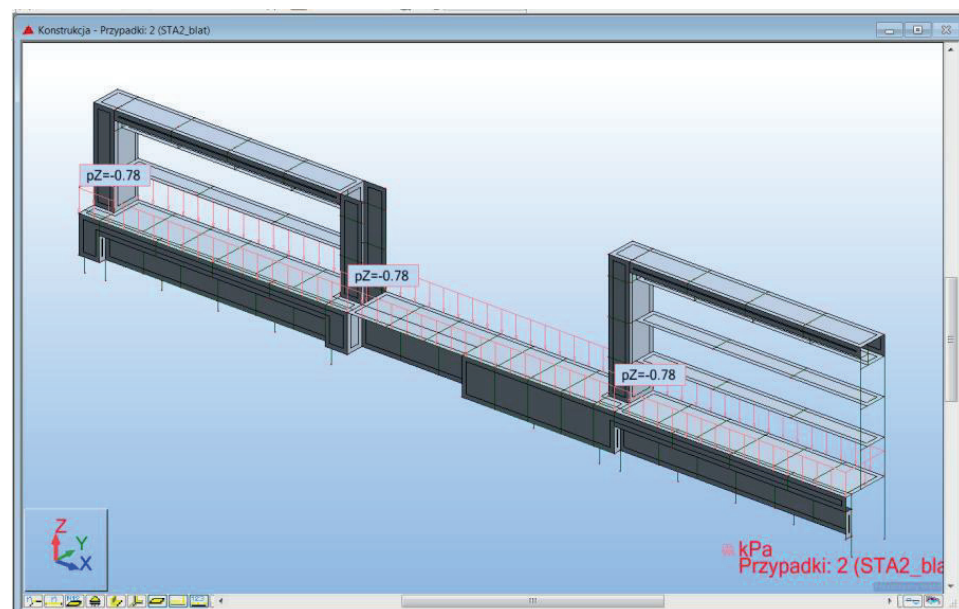 Konstrukcja - Przypadki: 2 (STA2_blat)
pZ=-0.78
pZ=-0.78
pZ=-0.78
Z
Y
X
kPa
Przypadki: 2 (STA2_bla